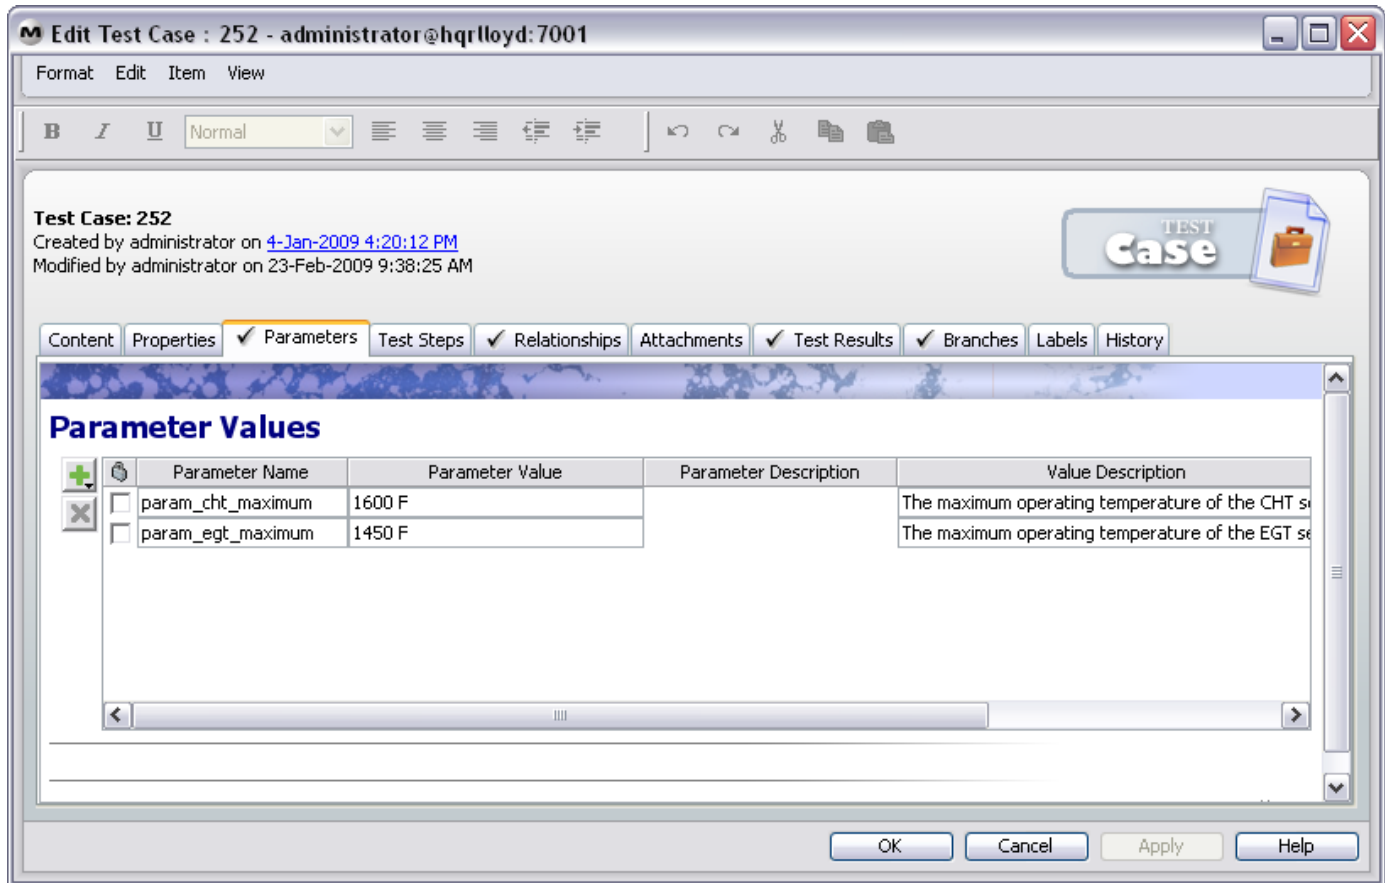 Edit Test Case : 252 - administrator@hqrlloyd:7001
Format Edit Item View
B I U Normal
Test Case: 252
Created by administrator on 4-Jan-2009 4:20:12 PM
Modified by administrator on 23-Feb-2009 9:38:25 AM
TEST
Case
Content Properties Parameters Test Steps Relationships Attachments Test Results Branches Labels History
Parameter Values
Parameter Name Parameter Value Parameter Description Value Description
param_cht_maximum 1600 F The maximum operating temperature of the CHT
param_egt_maximum 1450 F The maximum operating temperature of the EGT
OK Cancel Apply Help